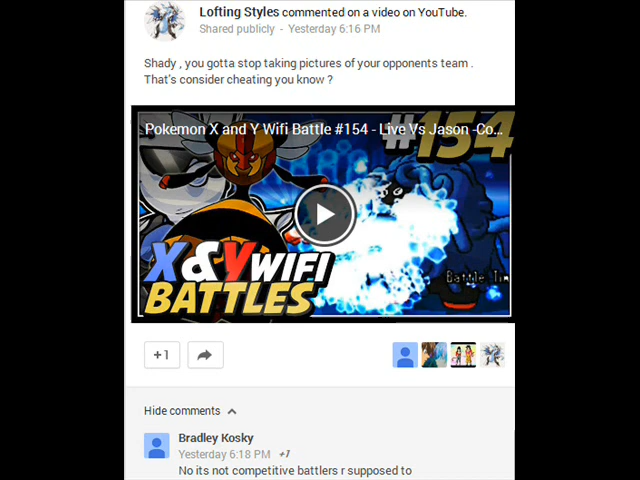 Lofting Styles commented on a video on YouTube.
Shared publicly - Yesterday 6:16 PM
Shady , you gotta stop taking pictures of your opponents team .
That's consider cheating you know ?
Pokemon X and Y Wifi Battle #154 - Live Vs Jason -Co...
#154
X&Y WIFI
BATTLES
Battle Tim
+1
Hide comments
Bradley Kosky
Yesterday 6:18 PM +1
No its not competitive battlers r supposed to